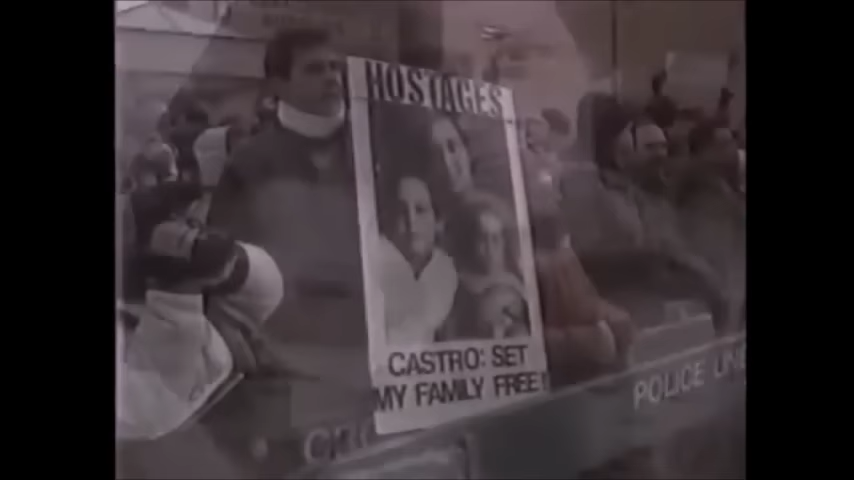 HOSTAGES
CASTRO: SET
MY FAMILY FREE!
POLICE LINE